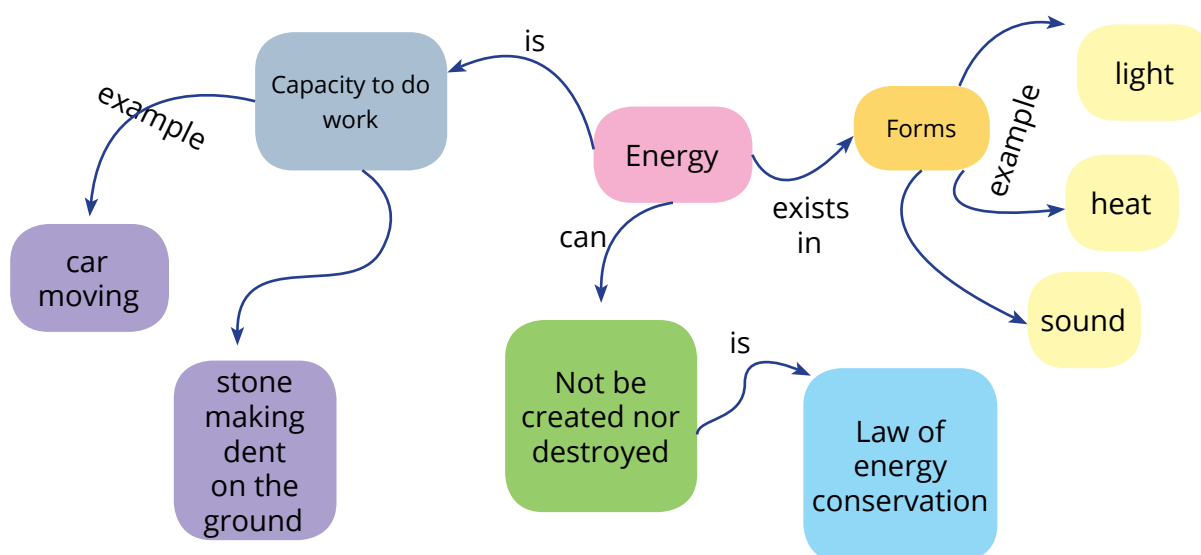 is
Capacity to do
work
example
Energy
Forms
light
example
heat
exists
in
can
car
moving
sound
is
stone
making
dent
on the
ground
Not be
created nor
destroyed
Law of
energy
conservation